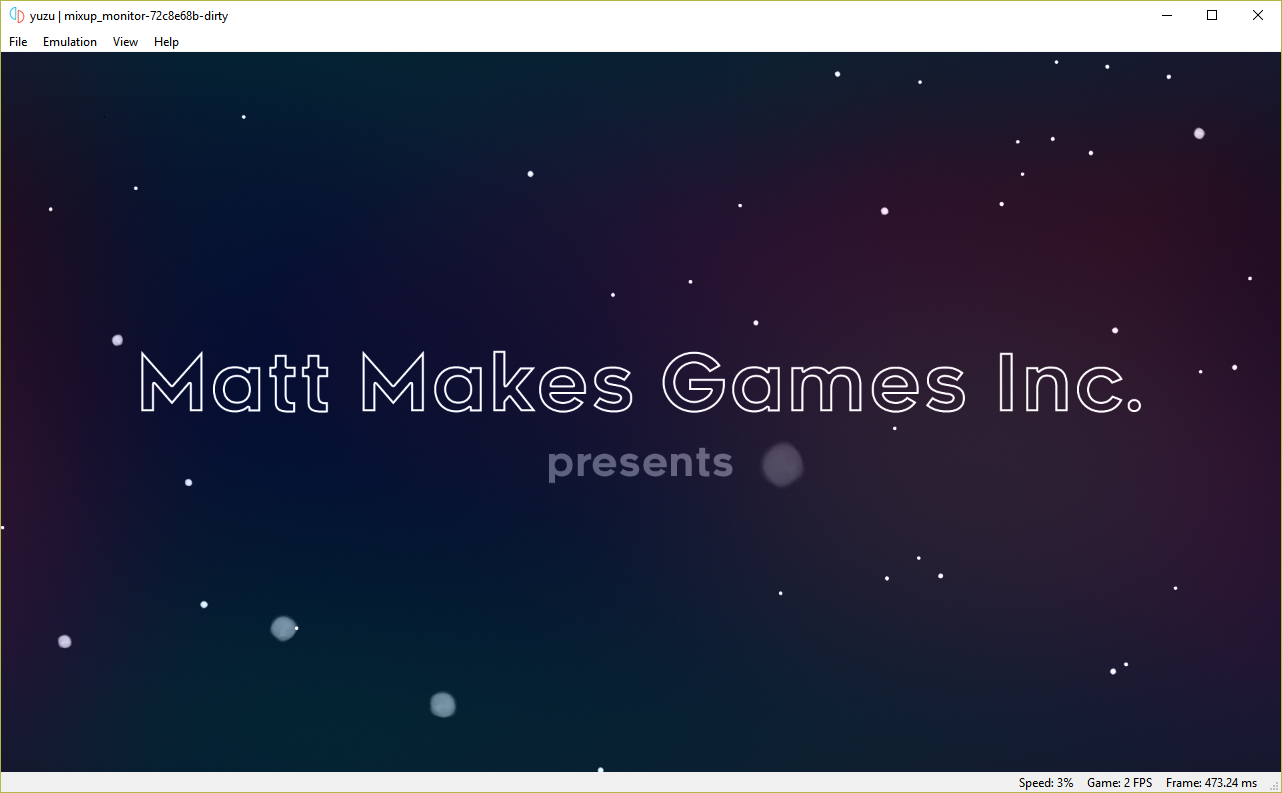 yuzu | mixup_monitor-72c8e68b-dirty
File Emulation View Help
Matt Makes Games Inc.
presents
Speed: 3% Game: 2 FPS Frame: 473.24 ms